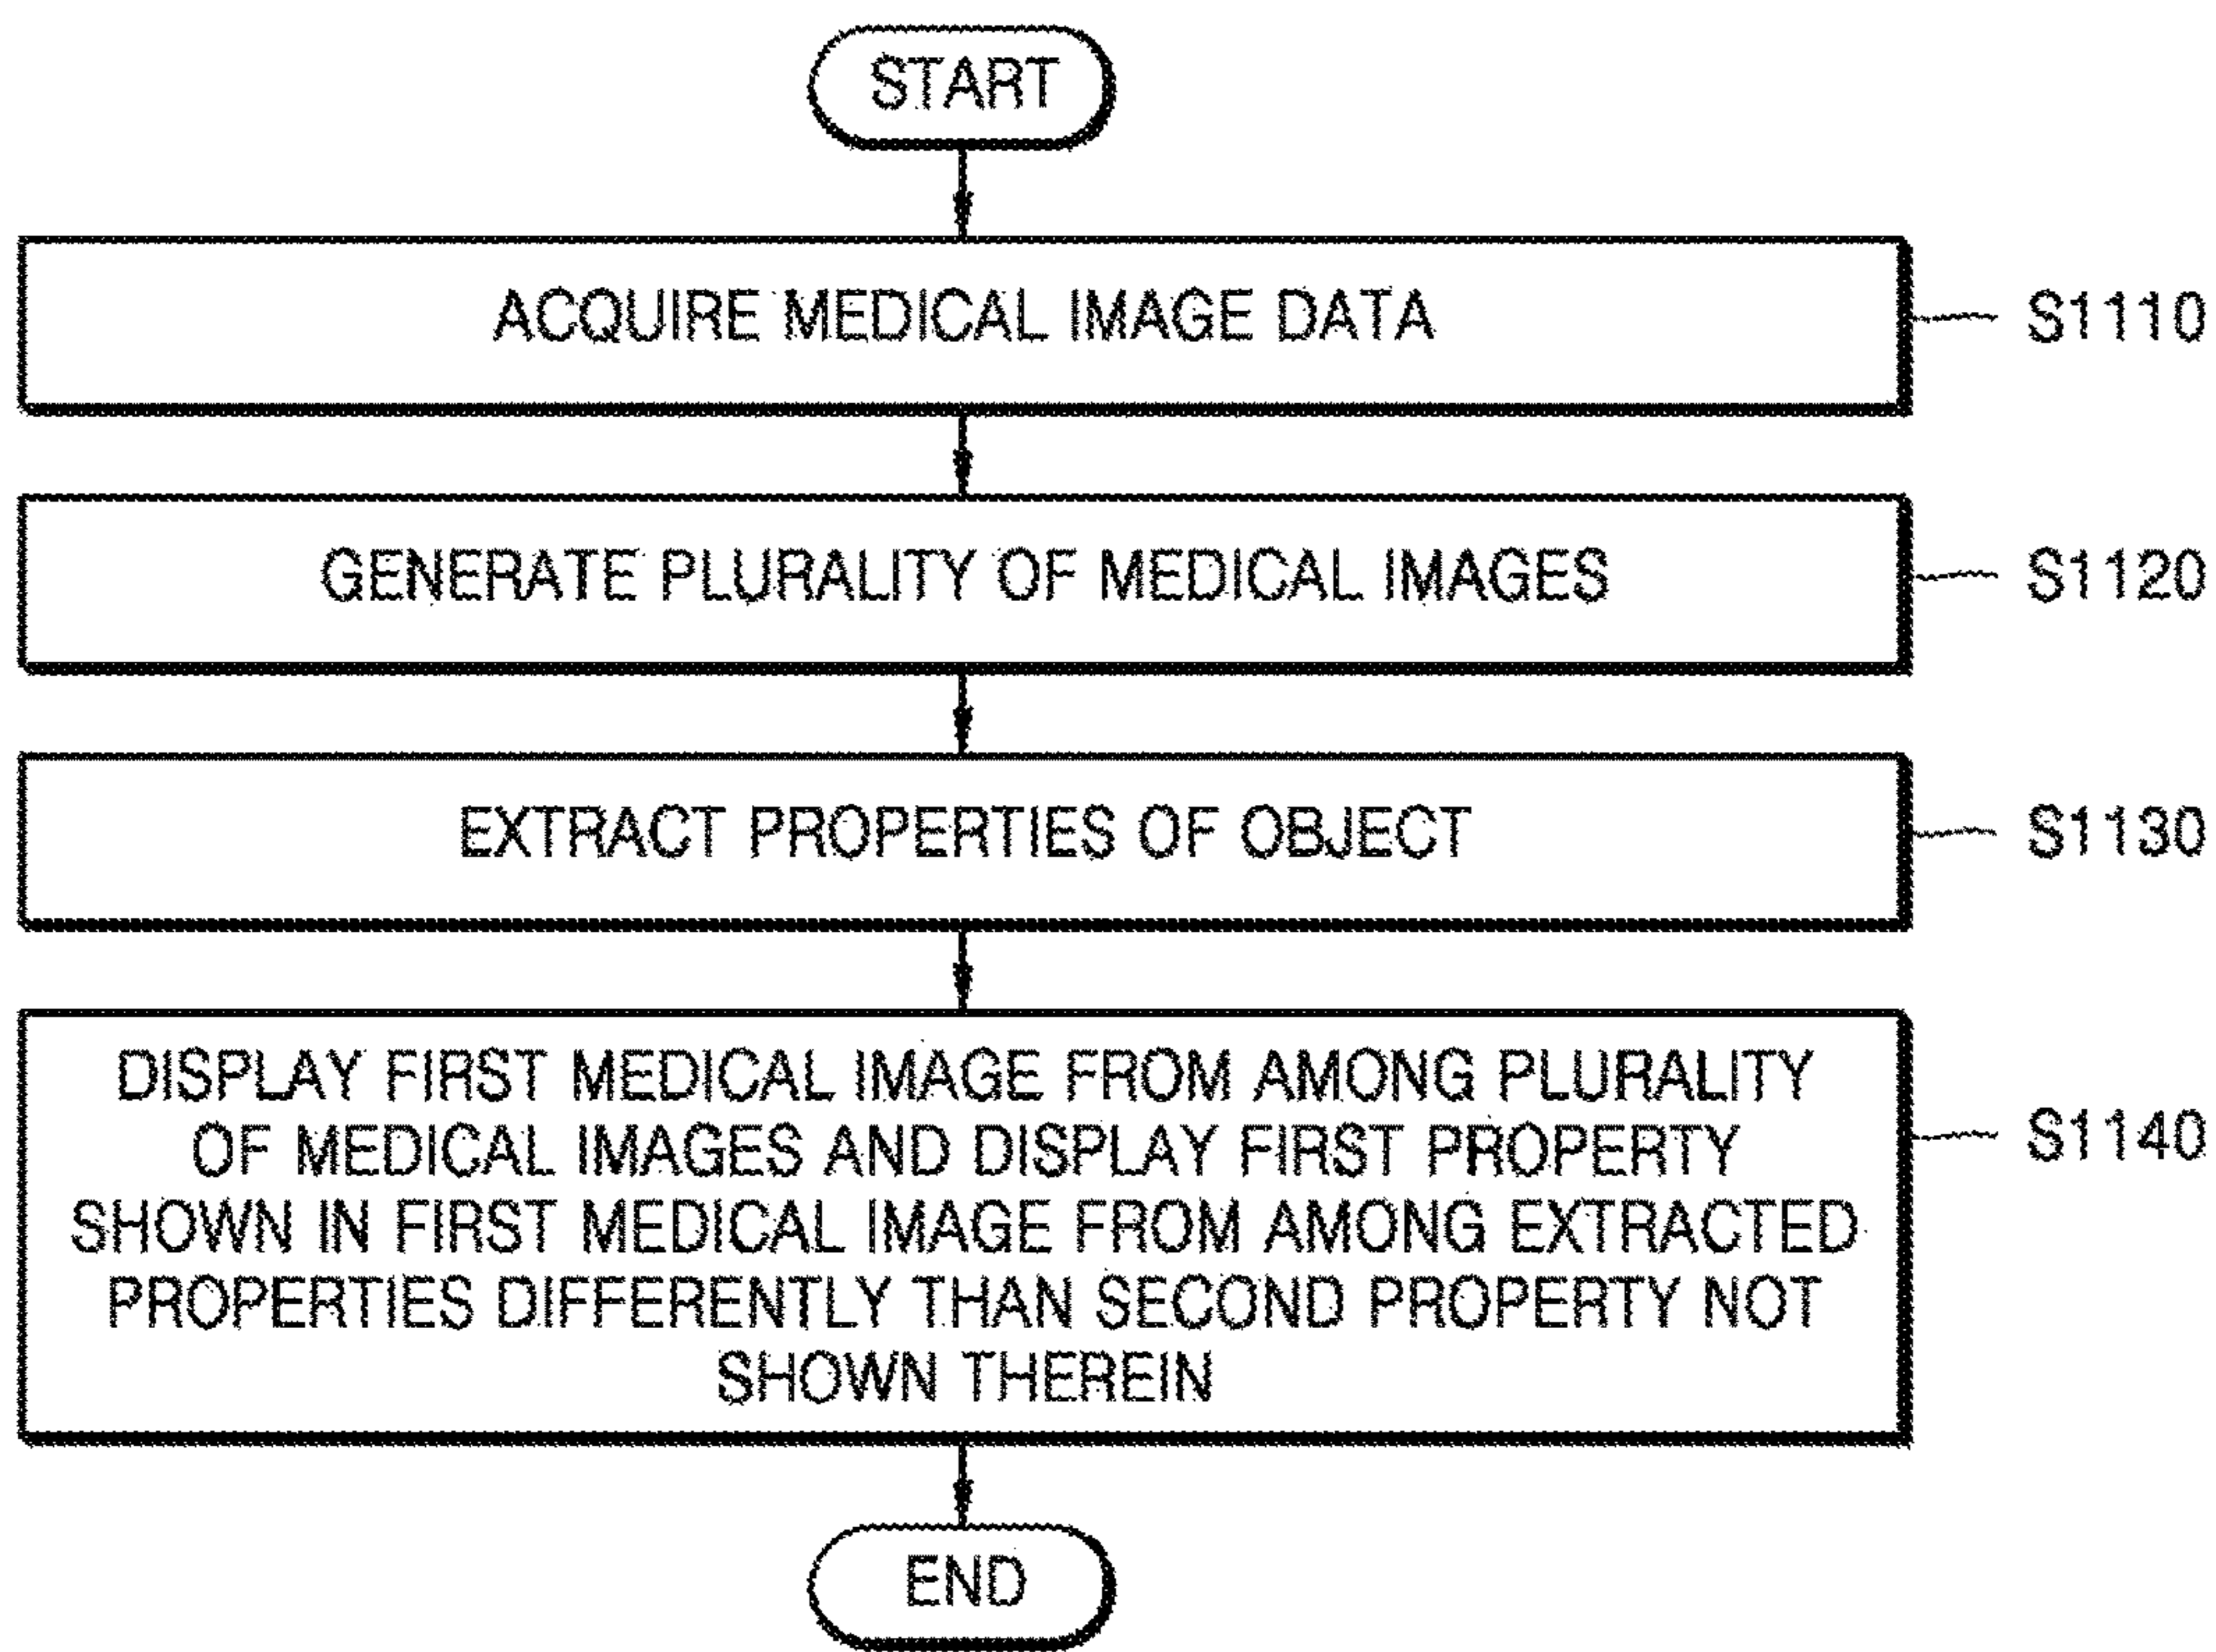 START
ACQUIRE MEDICAL IMAGE DATA
S1110
GENERATE PLURALITY OF MEDICAL IMAGES
S1120
EXTRACT PROPERTIES OF OBJECT
S1130
DISPLAY FIRST MEDICAL IMAGE FROM AMONG PLURALITY
OF MEDICAL IMAGES AND DISPLAY FIRST PROPERTY
SHOWN IN FIRST MEDICAL IMAGE FROM AMONG EXTRACTED
PROPERTIES DIFFERENTLY THAN SECOND PROPERTY NOT
SHOWN THEREIN
S1140
END